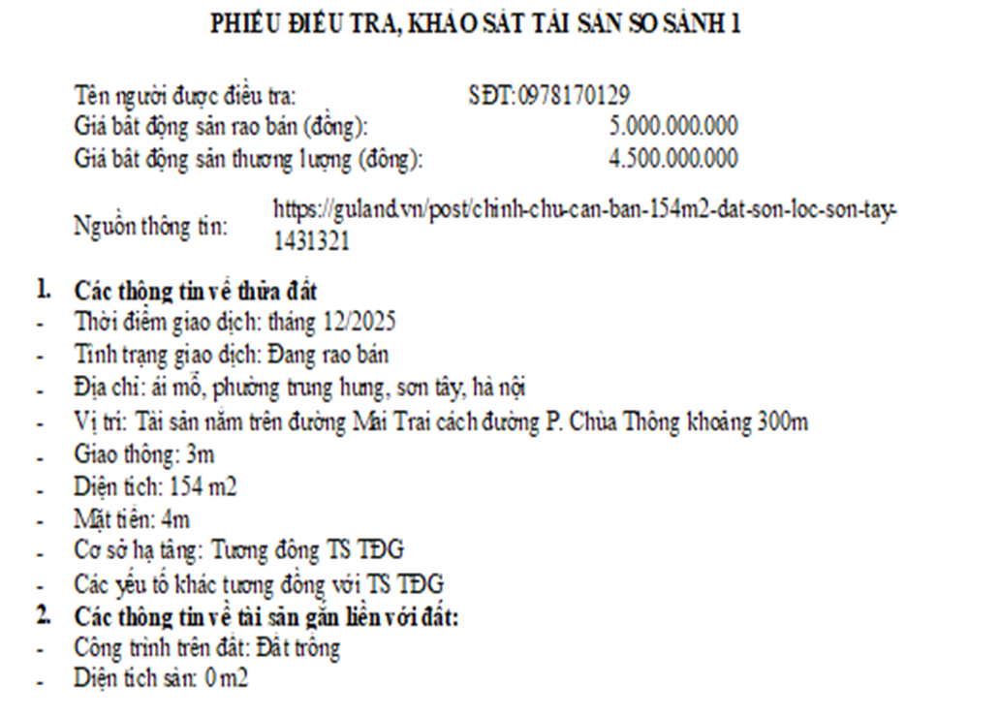 PHIẾU ĐIỀU TRA, KHẢO SÁT TÀI SẢN SO SÁNH 1
Tên người được điều tra: SĐT:0978170129
Giá bất động sản rao bán (đồng): 5.000.000.000
Giá bất động sản thương lượng (đồng): 4.500.000.000
Nguồn thông tin: https://guland.vn/post/chinh-chu-can-ban-154m2-dat-son-loc-son-tay-
1431321
1. Các thông tin về thửa đất
- Thời điểm giao dịch: tháng 12/2025
- Tình trạng giao dịch: Đang rao bán
- Địa chỉ: ái mỗ, phường trung hưng, sơn tây, hà nội
- Vị trí: Tài sản nằm trên đường Mai Trai cách đường P. Chùa Thông khoảng 300m
- Giao thông: 3m
- Diện tích: 154 m2
- Mặt tiền: 4m
- Cơ sở hạ tầng: Tương đồng TS TĐG
- Các yếu tố khác tương đồng với TS TĐG
2. Các thông tin về tài sản gắn liền với đất:
- Công trình trên đất: Đất trống
- Diện tích sàn: 0 m2